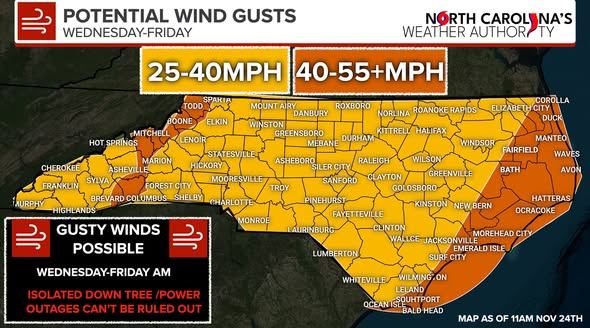 POTENTIAL WIND GUSTS
WEDNESDAY-FRIDAY
NORTH CAROLINA'S
WEATHER AUTHORITY
25-40MPH
40-55+MPH
SPARTA
TODD
MOUNT AIRY
DANBURY
ROXBORO
NORLINA
ROANOKE RAPIDS
ELIZABETH CITY
COROLLA
BOONE
ELKIN
WINSTON
GREENSBORO
MEBANE
DURHAM
KITTRELL
HALIFAX
DUCK
MITCHELL
LENOIR
WINDSOR
MANTEO
HOT SPRINGS
STATESVILLE
FAIRFIELD
WAVES
MARION
HICKORY
ASHEBORO
SILER CITY
RALEIGH
WILSON
CHEROKEE
ASHEVILLE
BATH
AVON
SYLVA
MOORESVILLE
SANFORD
CLAYTON
GREENVILLE
FRANKLIN
FOREST CITY
TROY
GOLDSBORO
MURPHY
BREVARD
COLUMBUS
SHELBY
CHARLOTTE
PINEHURST
KINSTON
NEW BERN
HATTERAS
HIGHLANDS
MONROE
FAYETTEVILLE
OCRACOKE
LAURINBURG
CLINTON
MOREHEAD CITY
WALLCE
JACKSONVILLE
EMERALD ISLE
LUMBERTON
SURF CITY
WHITEVILLE
WILMINGTON
LELAND
SOUHTPORT
OCEAN ISLE
BALD HEAD
GUSTY WINDS
POSSIBLE
WEDNESDAY-FRIDAY AM
ISOLATED DOWN TREE /POWER
OUTAGES CAN'T BE RULED OUT
MAP AS OF 11AM NOV 24TH